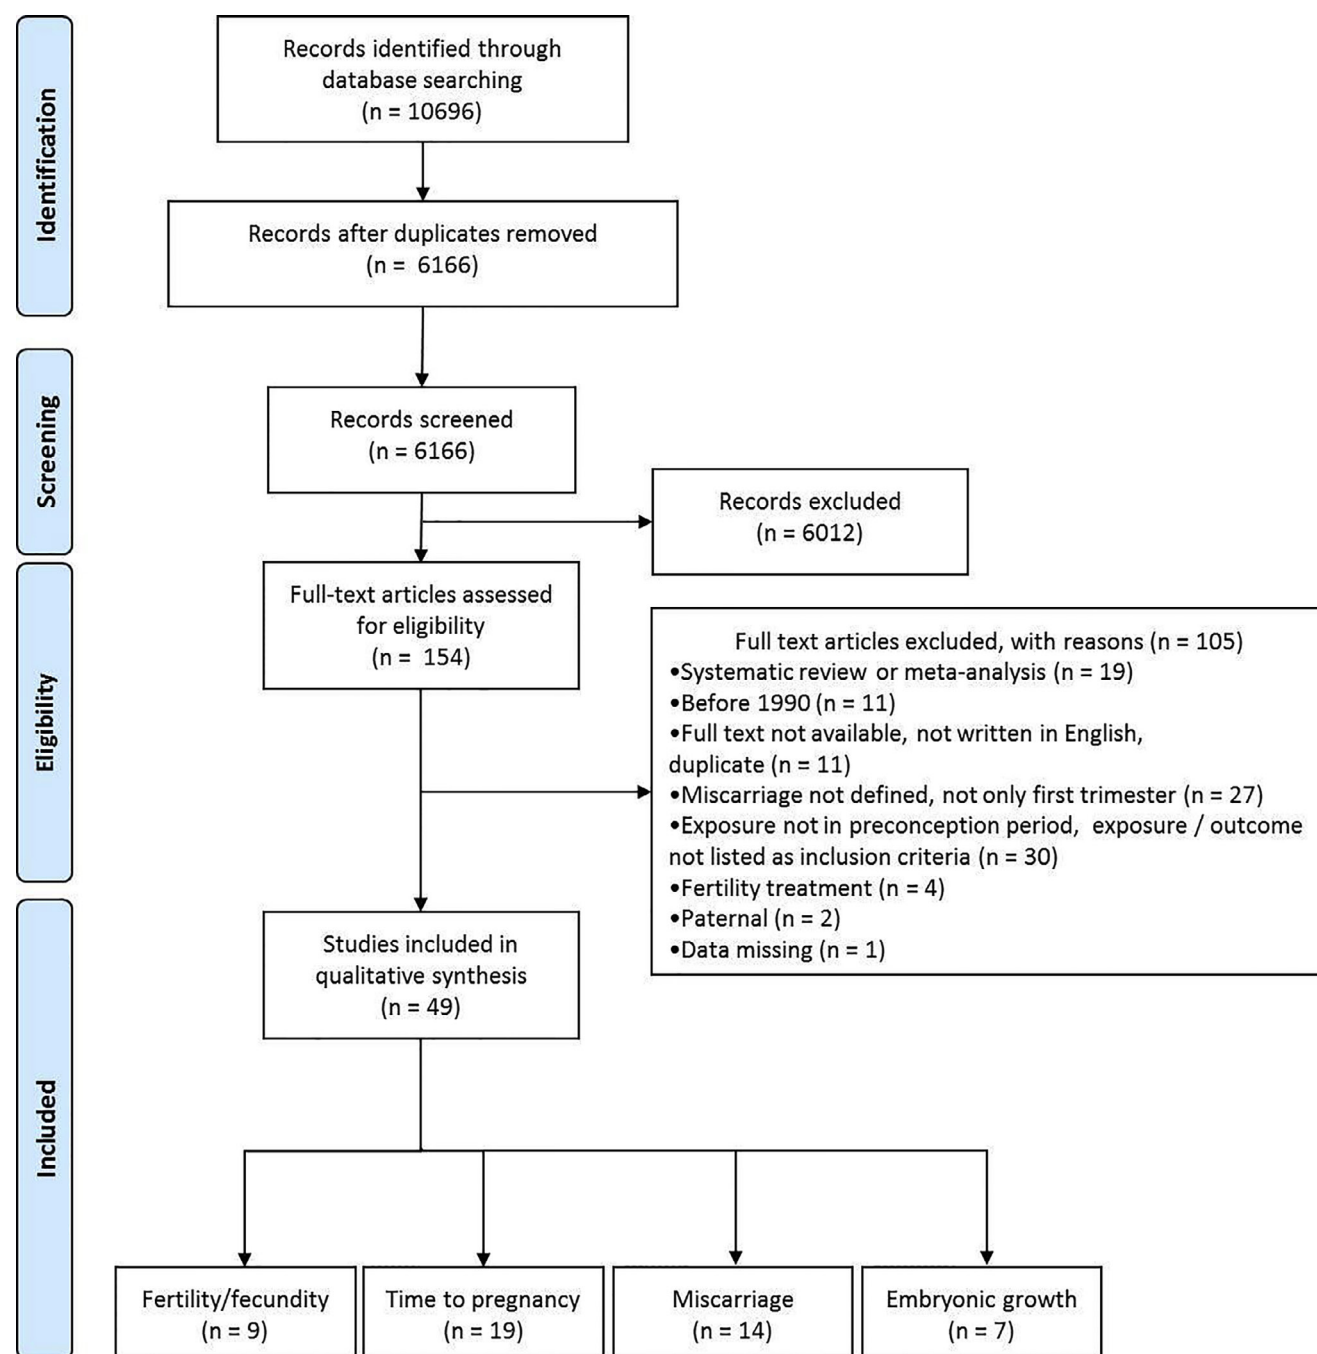 Identification
Records identified through
database searching
(n = 10696)
Records after duplicates removed
(n = 6166)
Screening
Records screened
(n = 6166)
Records excluded
(n = 6012)
Eligibility
Full-text articles assessed
for eligibility
(n = 154)
Full text articles excluded, with reasons (n = 105)
•Systematic review or meta-analysis (n = 19)
•Before 1990 (n = 11)
•Full text not available, not written in English,
duplicate (n = 11)
•Miscarriage not defined, not only first trimester (n = 27)
•Exposure not in preconception period, exposure / outcome
not listed as inclusion criteria (n = 30)
•Fertility treatment (n = 4)
•Paternal (n = 2)
•Data missing (n = 1)
Included
Studies included in
qualitative synthesis
(n = 49)
Fertility/fecundity
(n = 9)
Time to pregnancy
(n = 19)
Miscarriage
(n = 14)
Embryonic growth
(n = 7)